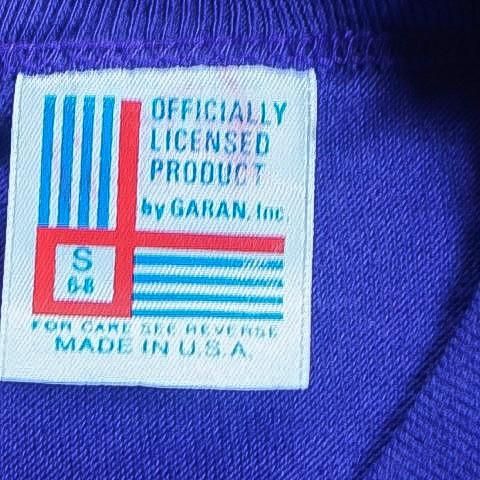 OFFICIALLY
LICENSED
PRODUCT
by GARAN, Inc.
S
6-8
FOR CARE SEE REVERSE
MADE IN U.S.A.